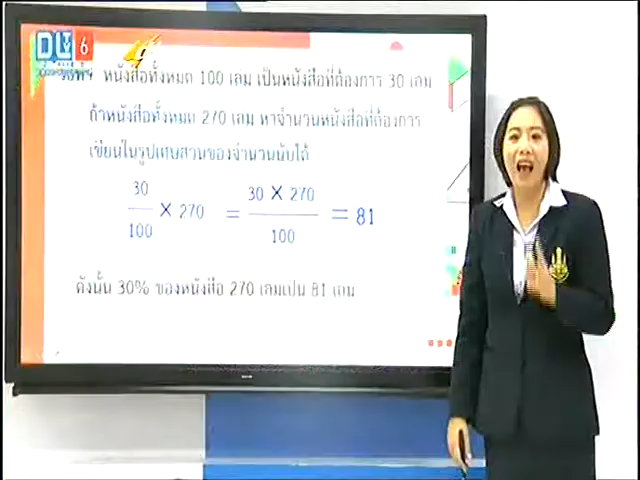 DLTV 6
วิธีที่ 4 หนังสือทั้งหมด 100 เล่ม เป็นหนังสือที่ต้องการ 30 เล่ม
ถ้าหนังสือทั้งหมด 270 เล่ม หาจำนวนหนังสือที่ต้องการ
เขียนในรูปเศษส่วนของจำนวนนับได้
30/100 × 270 = 30 × 270/100 = 81
ดังนั้น 30% ของหนังสือ 270 เล่มเป็น 81 เล่ม